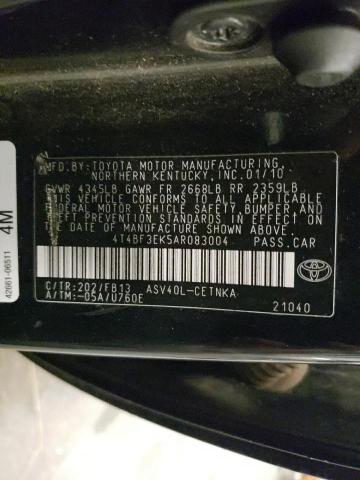 MFD.BY:TOYOTA MOTOR MANUFACTURING,
NORTHERN KENTUCKY,INC.01/10
GVWR 4345LB GAWR FR 2668LB RR 2359LB
THIS VEHICLE CONFORMS TO ALL APPLICABLE
FEDERAL MOTOR VEHICLE SAFETY,BUMPER,AND
THEFT PREVENTION STANDARDS IN EFFECT ON
THE DATE OF MANUFACTURE SHOWN ABOVE.
4T4BF3EK5AR083004 PASS.CAR
C/TR:202/FB13 ASV40L-CETNKA
A/TM:-05A/U760E
21040
TOYOTA
4M
42661-06511